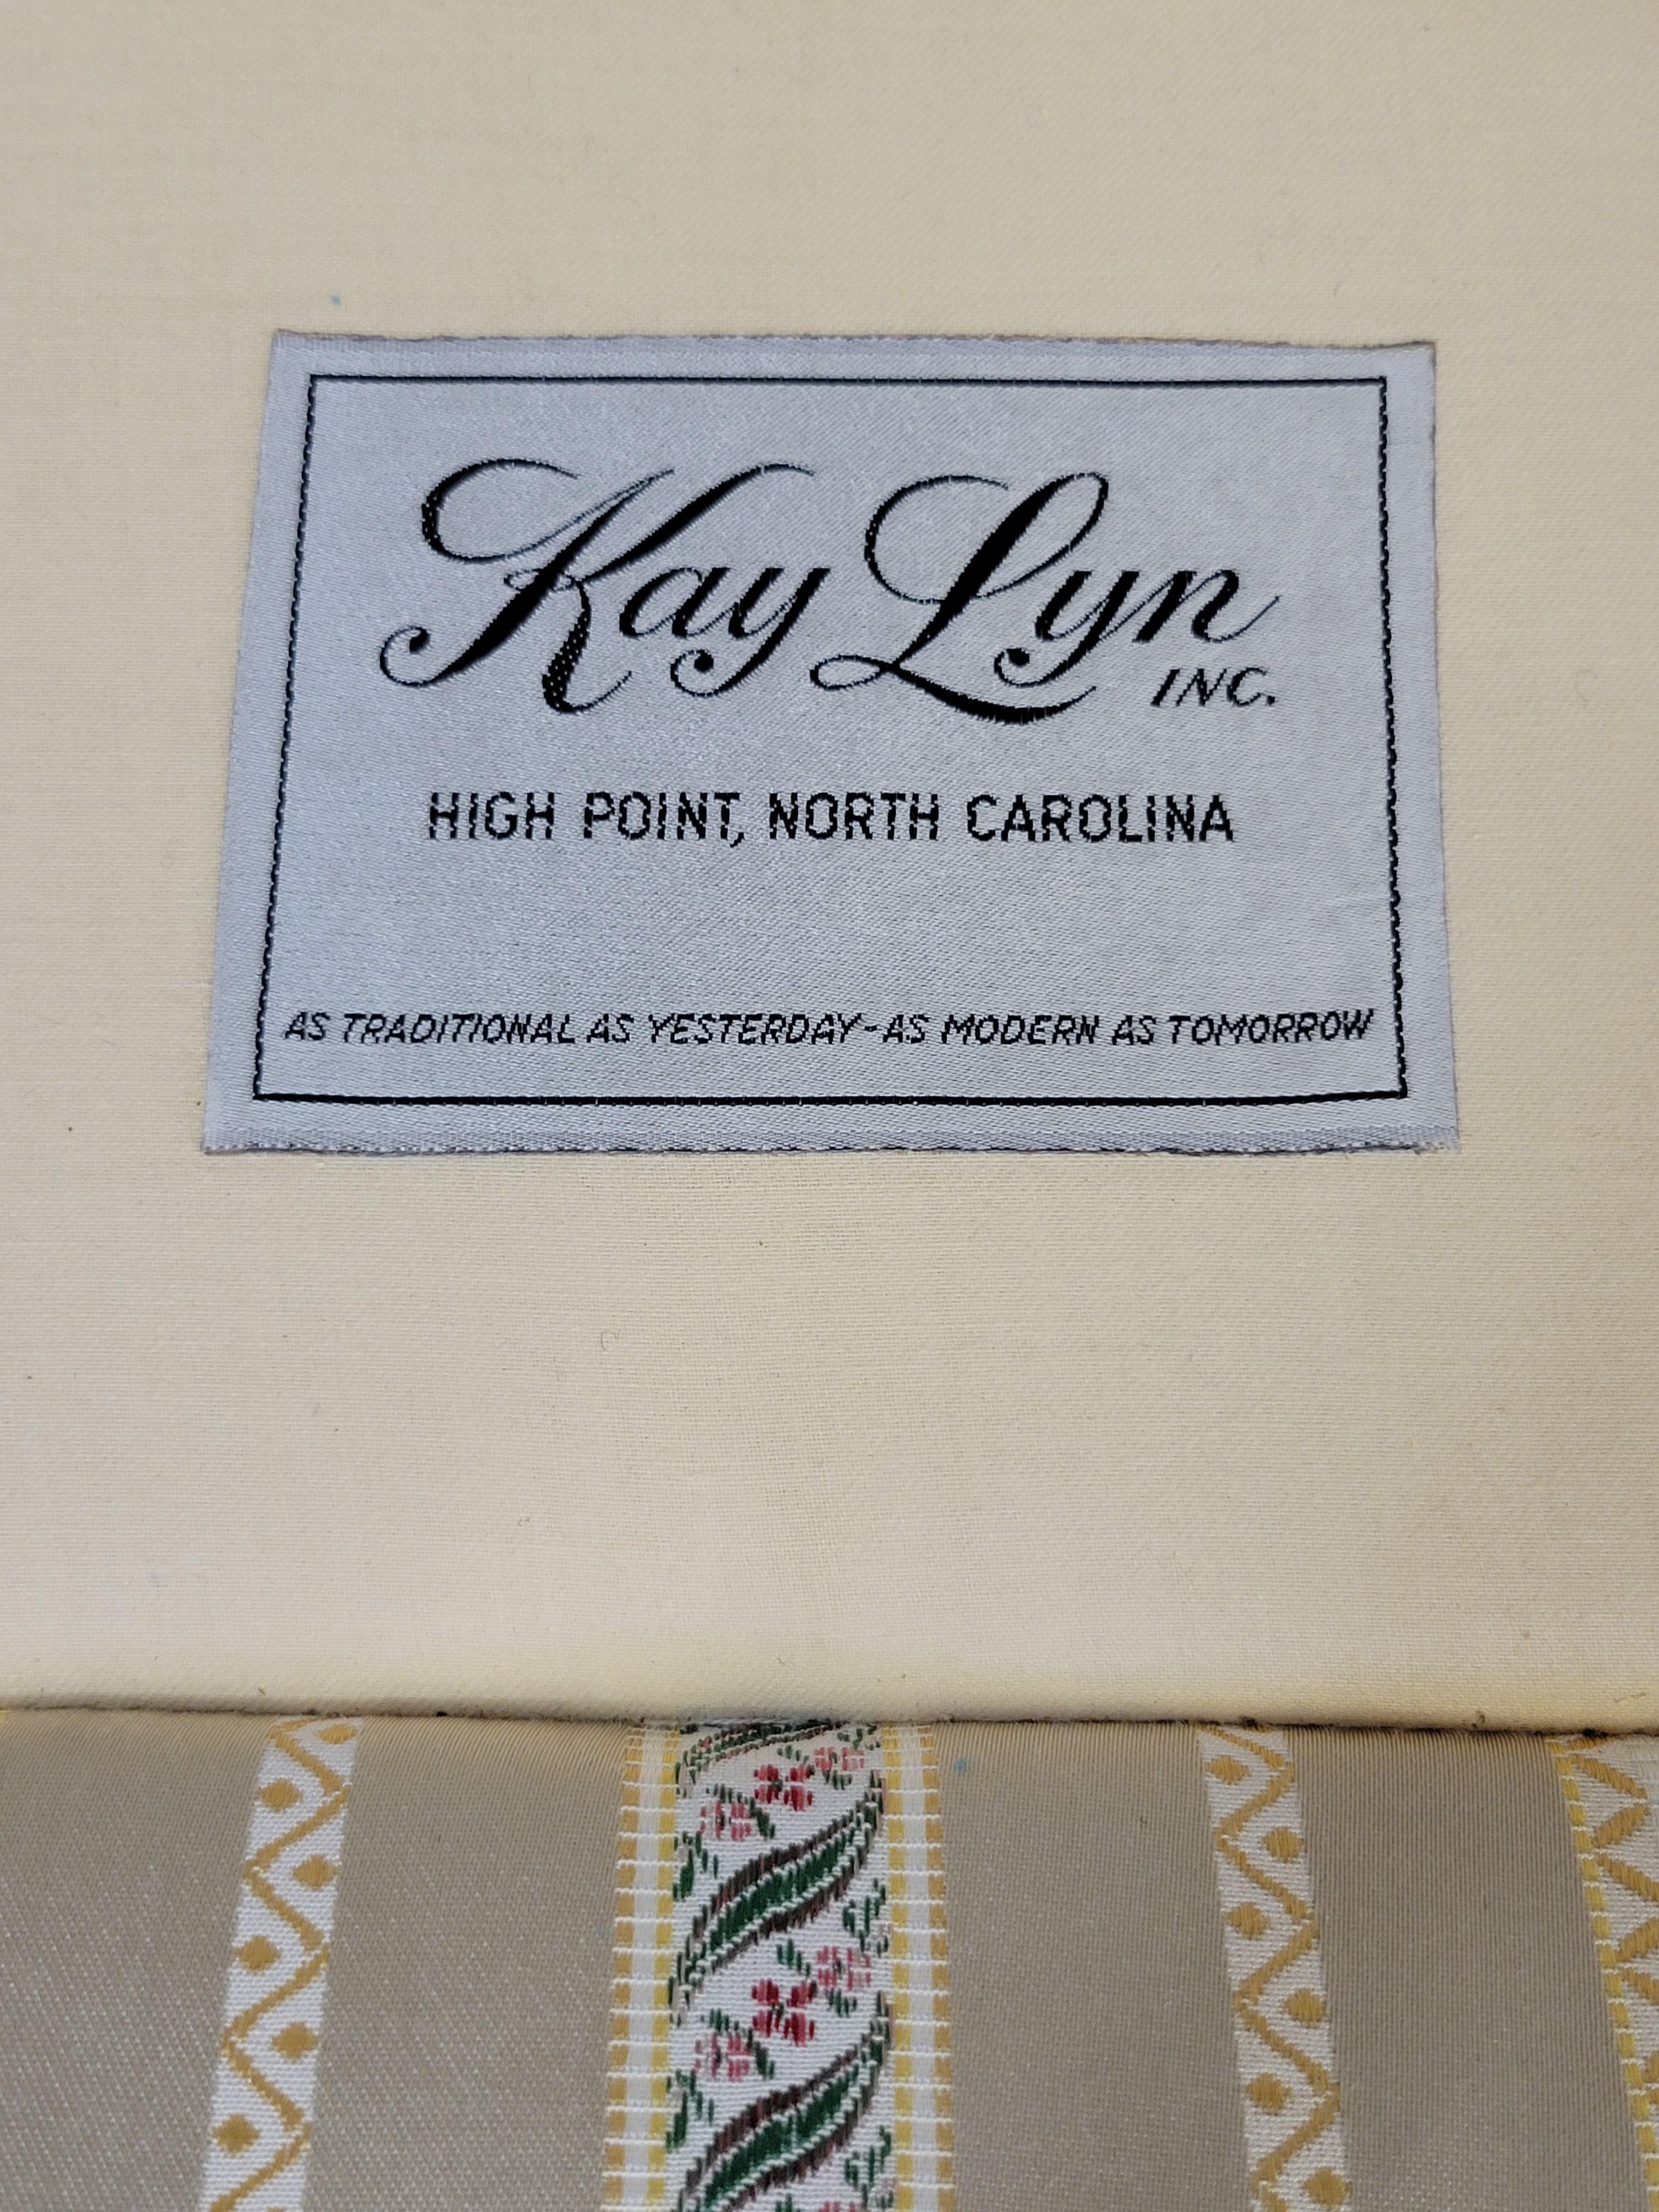 Kay Lyn
INC.
HIGH POINT, NORTH CAROLINA
AS TRADITIONAL AS YESTERDAY-AS MODERN AS TOMORROW